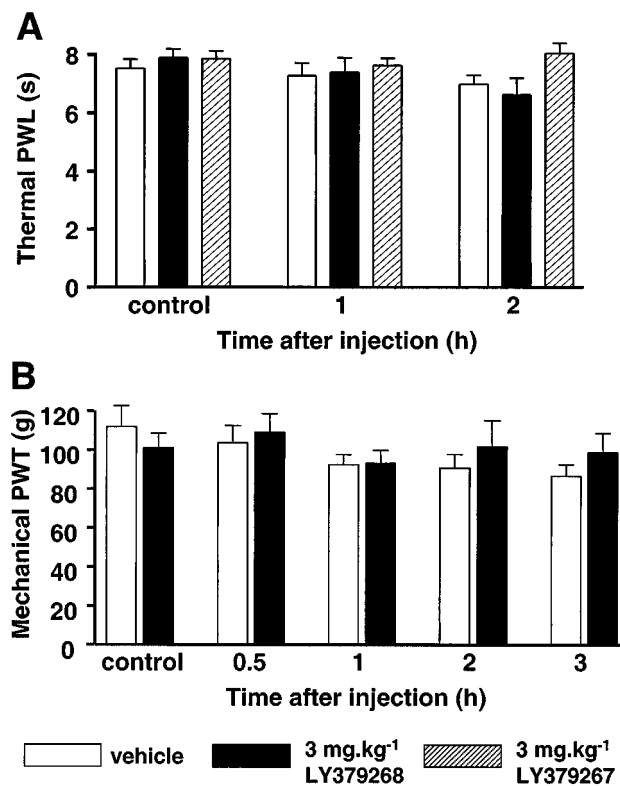 A
Thermal PWL (s)
8
6
4
2
0
control 1 2
Time after injection (h)
B
Mechanical PWT (g)
120
100
80
60
40
20
0
control 0.5 1 2 3
Time after injection (h)
vehicle
3 mg.kg⁻¹
LY379268
3 mg.kg⁻¹
LY379267